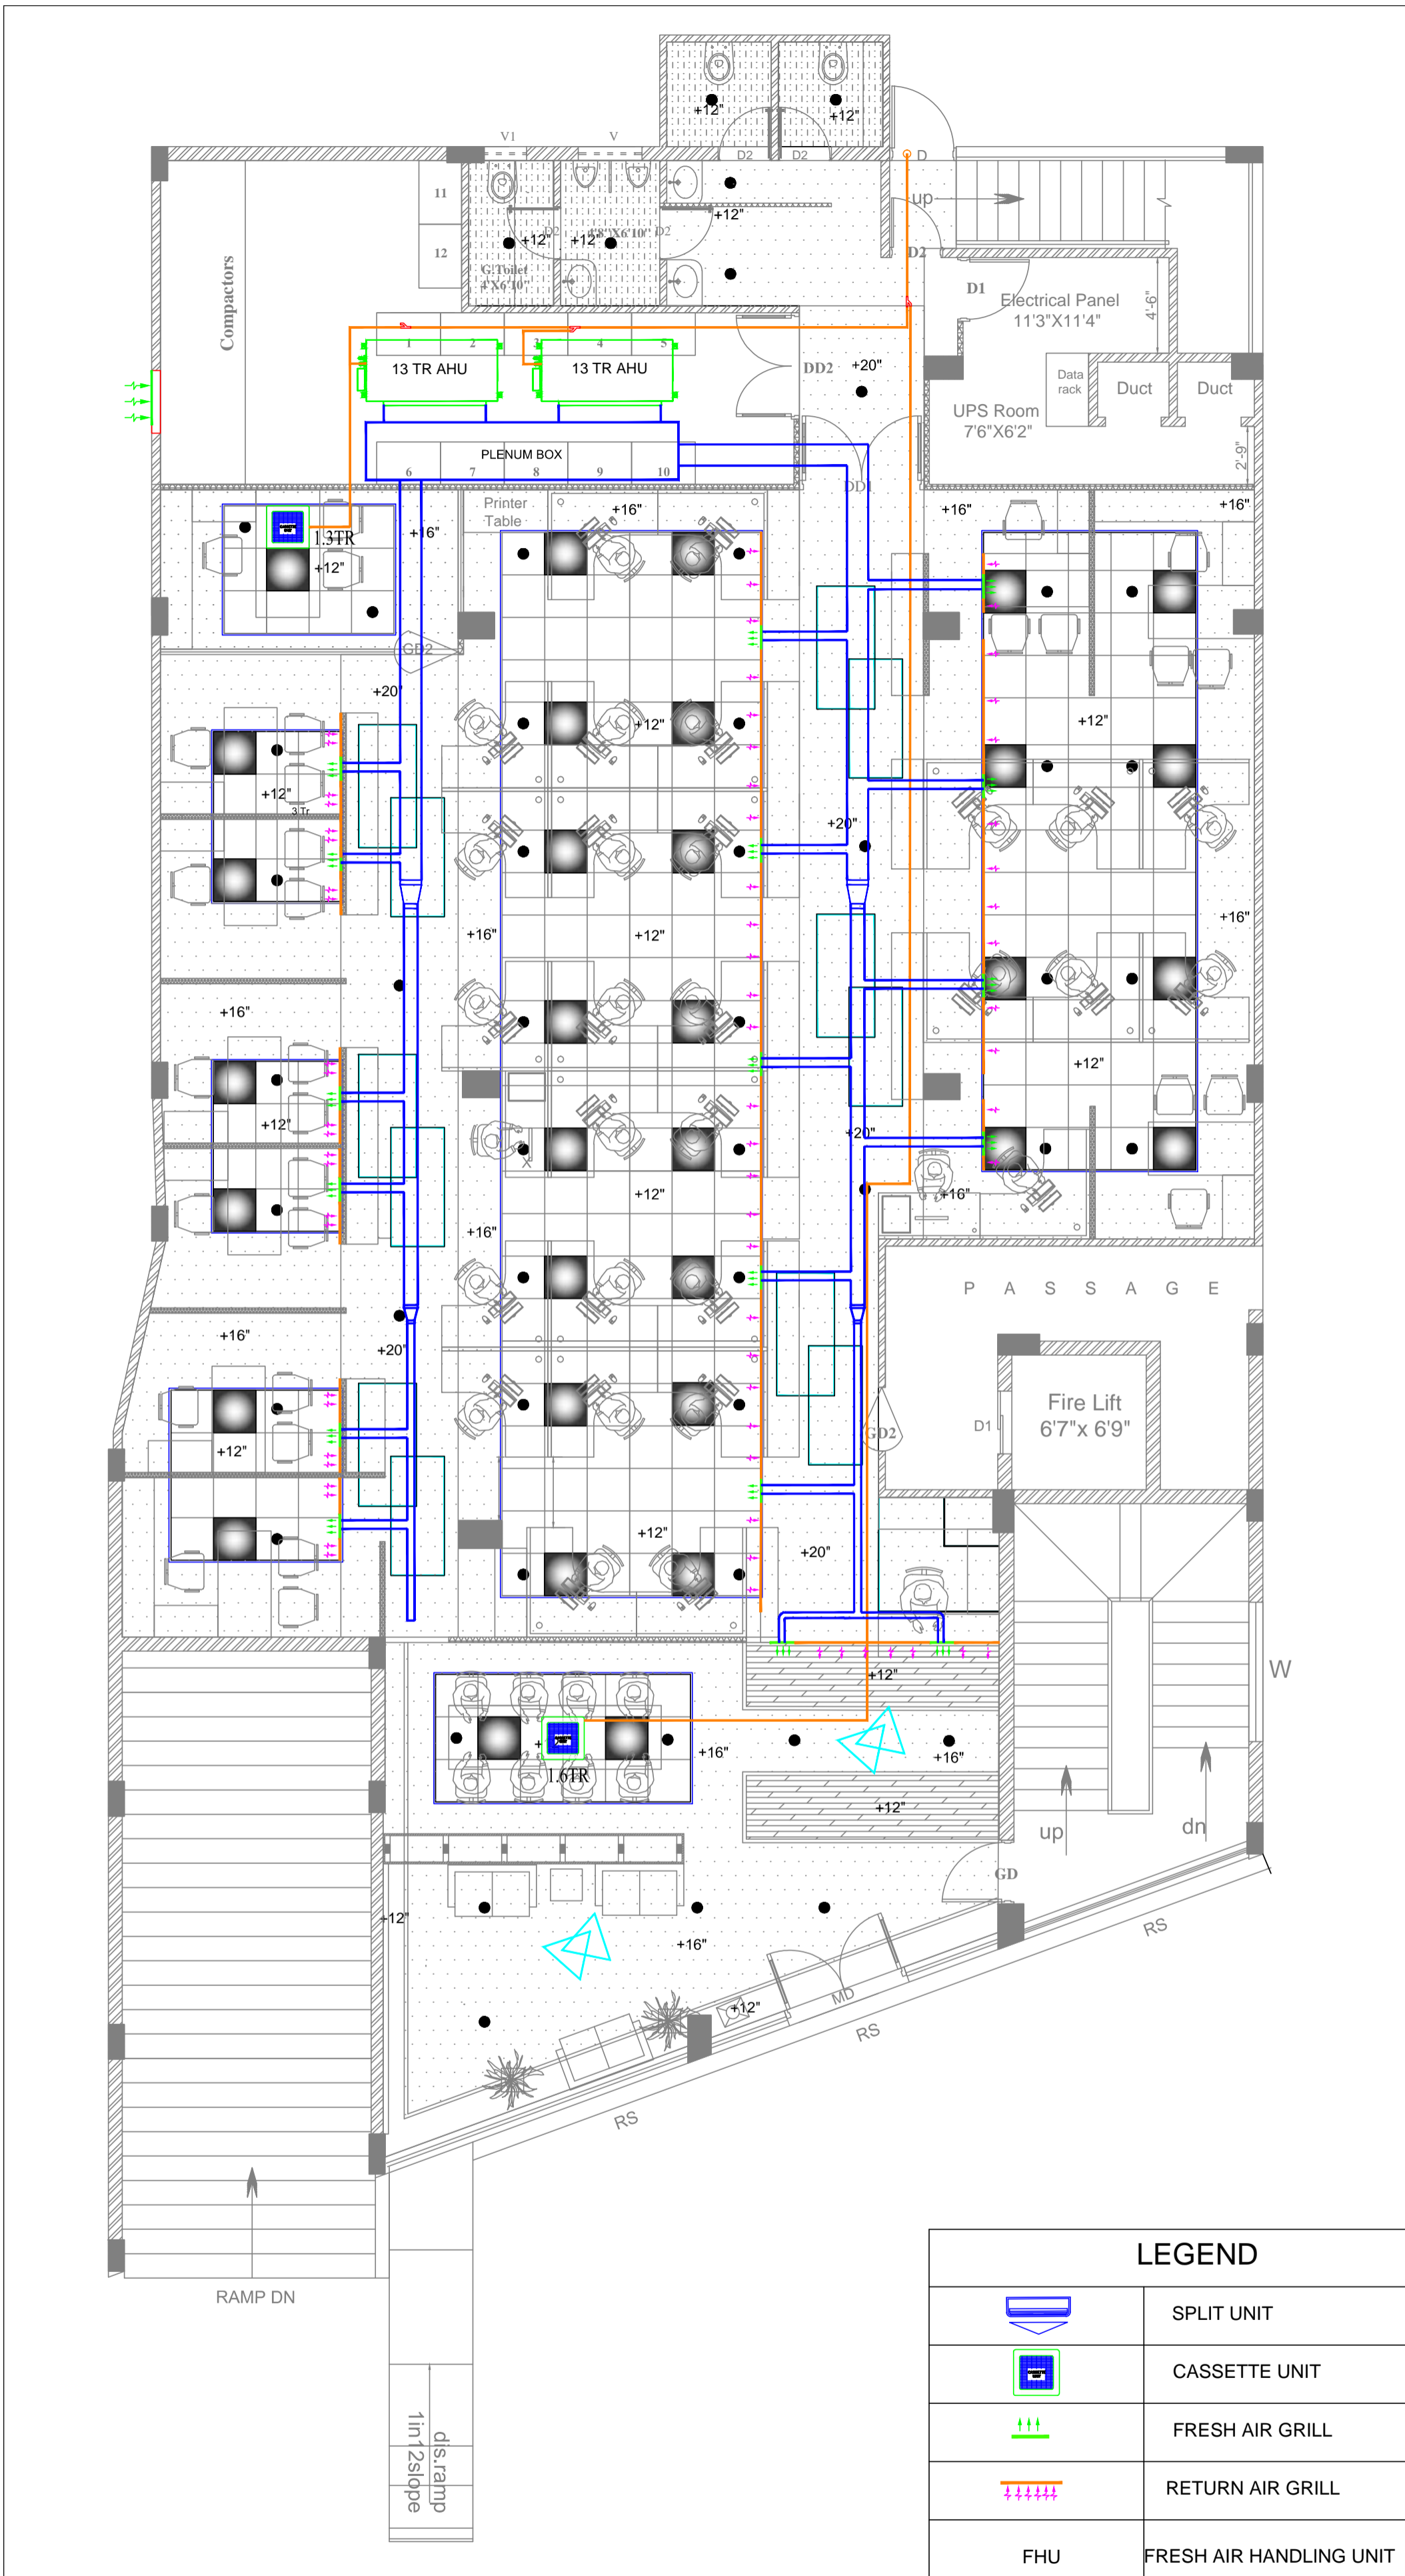 +12"
+12"
V1
V
D2
D2
D
11
up
+12"
12
+12"
D2
+12"
4'8"X6'10"
D2
D2
G.Toilet
4'X6'10"
Compactors
D1
Electrical Panel
11'3"X11'4"
4'-6"
1
2
3
4
5
13 TR AHU
13 TR AHU
DD2
+20"
Data
rack
Duct
Duct
UPS Room
7'6"X6'2"
2'-9"
PLENUM BOX
6
7
8
9
10
DD1
Printer
Table
+16"
+16"
+16"
+16"
1.3TR
+12"
GD2
+20"
+12"
+12"
+12"
3 Tr
+20"
+16"
+12"
+16"
+16"
+12"
+12"
+20"
+12"
+16"
+16"
P A S S A G E
+16"
+20"
Fire Lift
6'7"x 6'9"
D1
GD2
+12"
+12"
+20"
+12"
W
+16"
+16"
1.6TR
+12"
up
dn
GD
+12"
+16"
RS
MD
+12"
RS
RS
RAMP DN
dis.ramp
1in12slope
LEGEND
SPLIT UNIT
CASSETTE UNIT
FRESH AIR GRILL
RETURN AIR GRILL
FHU
FRESH AIR HANDLING UNIT